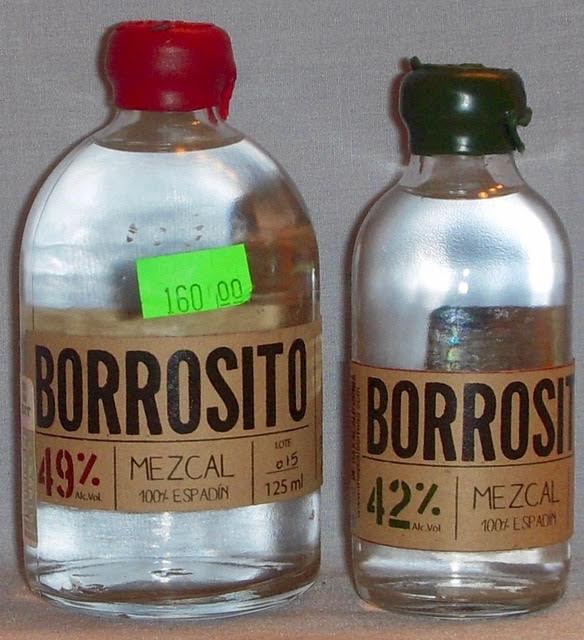 160 00
BORROSITO
49% Alc.Vol.
MEZCAL
100% ESPADÍN
LOTE
015
125 ml
BORROSIT
42% Alc.Vol.
MEZCAL
100% ESPADÍN